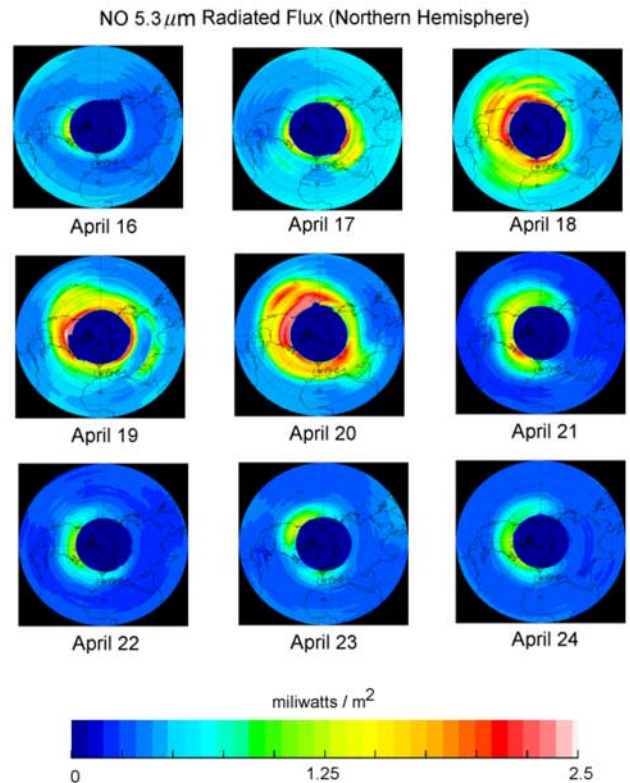 NO 5.3 μm Radiated Flux (Northern Hemisphere)
April 16
April 17
April 18
April 19
April 20
April 21
April 22
April 23
April 24
miliwatts / m²
0
1.25
2.5